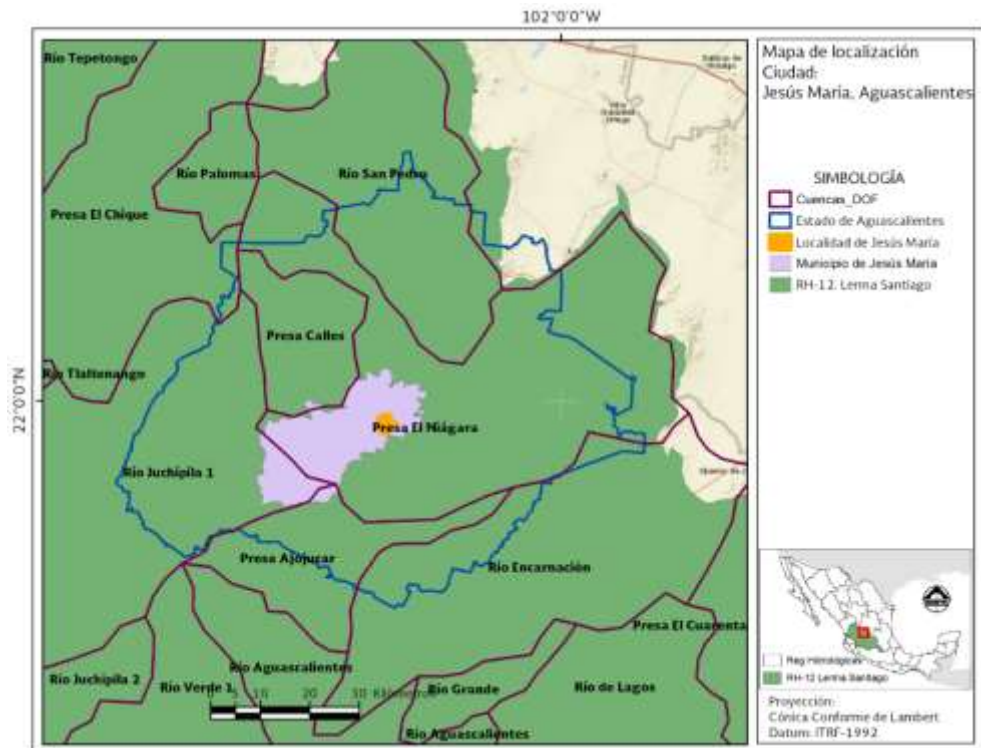 102°0'0"W
22°0'0"N
Río Tepetongo
Río Palomas
Río San Pedro
Presa El Chique
Presa Calles
Río Tlaltenango
Presa El Niágara
Río Juchipila 1
Presa Ajojucar
Río Encarnación
Presa El Cuarenta
Río Juchipila 2
Río Verde 1
Río Aguascalientes
Río Grande
Río de Lagos
Río Aguascalientes
0 5 10 20 30 Kilómetros
Mapa de localización
Ciudad:
Jesús María, Aguascalientes
SIMBOLOGÍA
Cuencas_DOF
Estado de Aguascalientes
Localidad de Jesús María
Municipio de Jesús María
RH-12. Lerma Santiago
Reg Hidrológicas
RH-12 Lerma Santiago
Proyección:
Cónica Conforme de Lambert
Datum: ITRF-1992